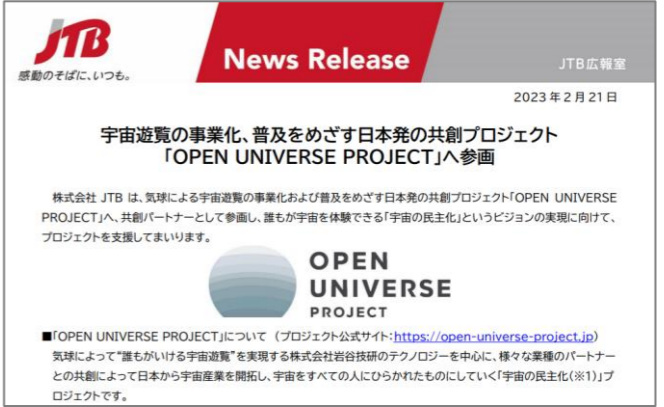 JTB
感動のそばに、いつも。
News Release
JTB広報室
2023年2月21日
宇宙遊覧の事業化、普及をめざす日本発の共創プロジェクト
「OPEN UNIVERSE PROJECT」へ参画
株式会社 JTB は、気球による宇宙遊覧の事業化および普及をめざす日本発の共創プロジェクト「OPEN UNIVERSE
PROJECT」へ、共創パートナーとして参画し、誰もが宇宙を体験できる「宇宙の民主化」というビジョンの実現に向けて、
プロジェクトを支援してまいります。
OPEN
UNIVERSE
PROJECT
■「OPEN UNIVERSE PROJECT」について （プロジェクト公式サイト：https://open-universe-project.jp）
気球によって“誰もがいける宇宙遊覧”を実現する株式会社岩谷技研のテクノロジーを中心に、様々な業種のパートナー
との共創によって日本から宇宙産業を開拓し、宇宙をすべての人にひらかれたものにしていく「宇宙の民主化(※1)」プ
ロジェクトです。